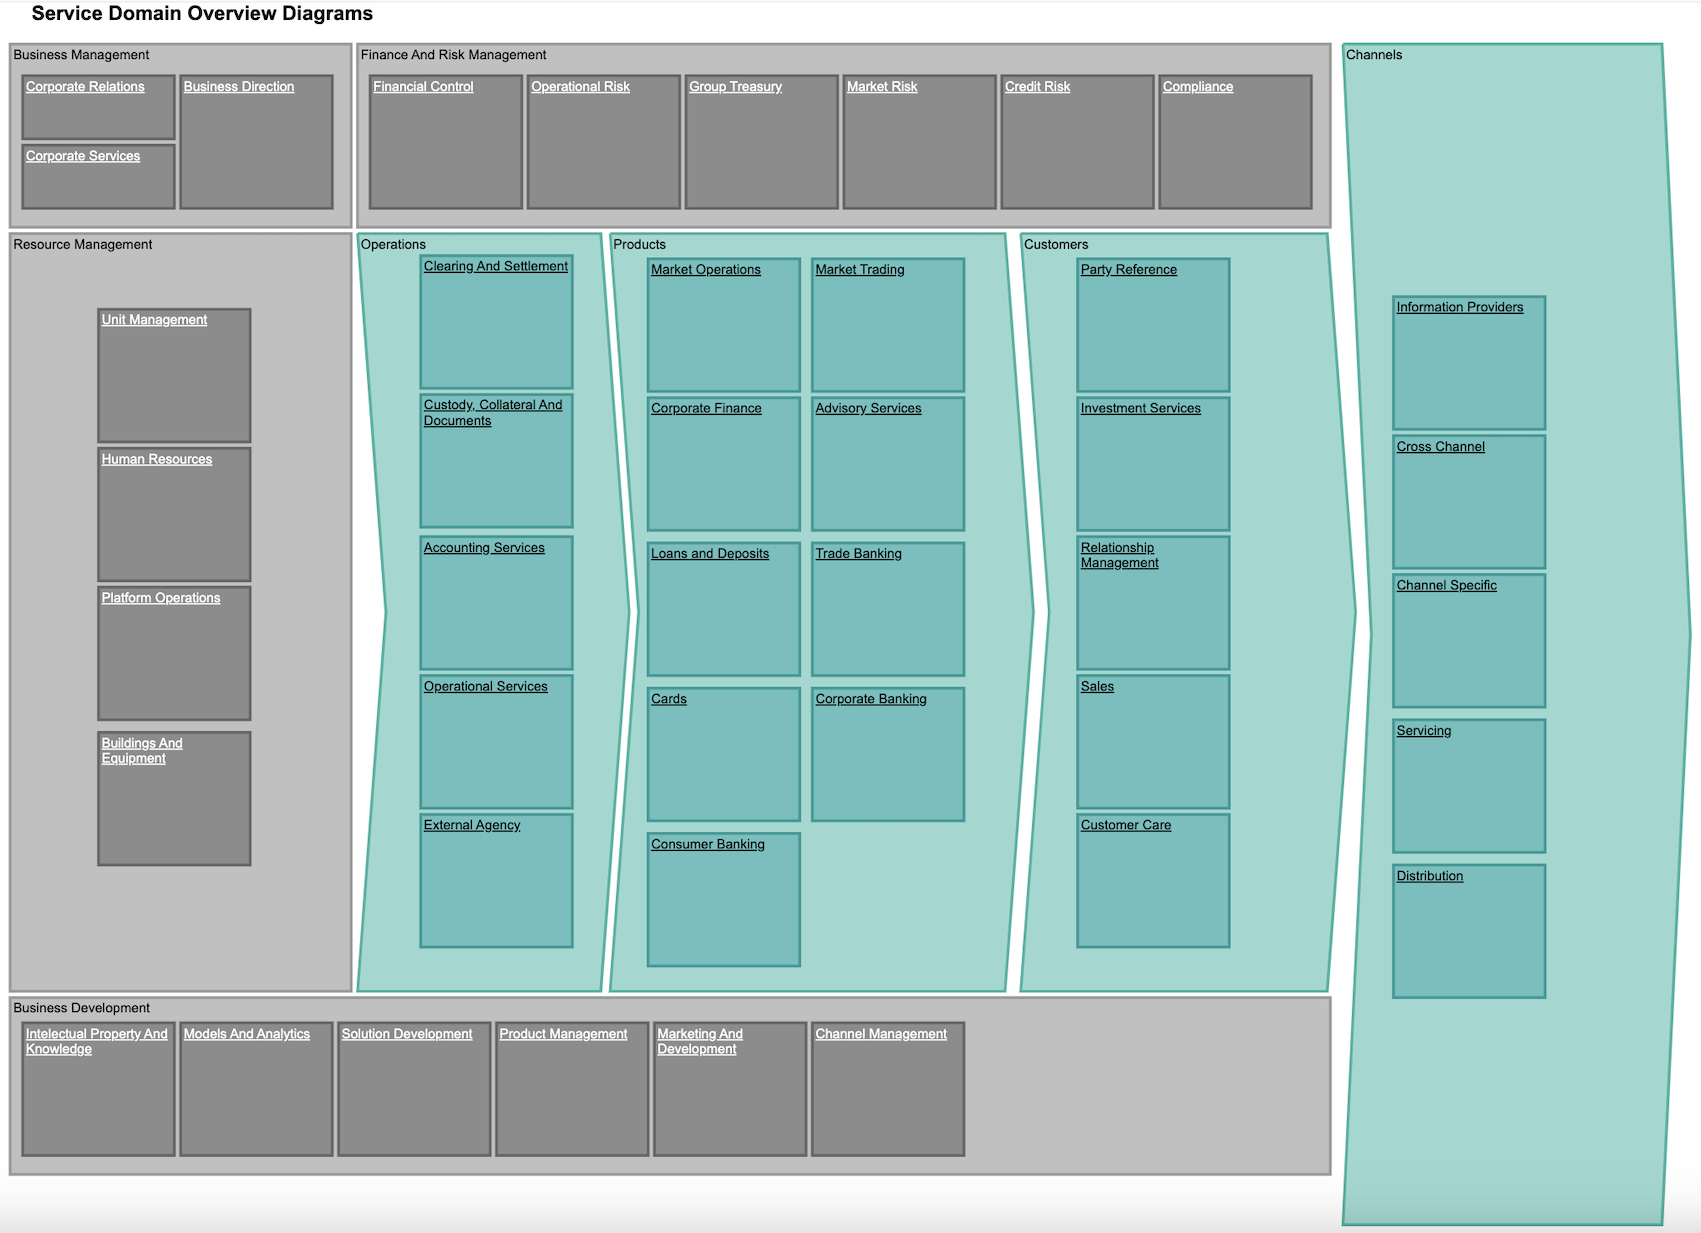 Service Domain Overview Diagrams
Business Management
Corporate Relations
Business Direction
Corporate Services
Finance And Risk Management
Financial Control
Operational Risk
Group Treasury
Market Risk
Credit Risk
Compliance
Channels
Information Providers
Cross Channel
Channel Specific
Servicing
Distribution
Resource Management
Unit Management
Human Resources
Platform Operations
Buildings And
Equipment
Operations
Clearing And Settlement
Custody, Collateral And
Documents
Accounting Services
Operational Services
External Agency
Products
Market Operations
Market Trading
Corporate Finance
Advisory Services
Loans and Deposits
Trade Banking
Cards
Corporate Banking
Consumer Banking
Customers
Party Reference
Investment Services
Relationship
Management
Sales
Customer Care
Business Development
Intelectual Property And
Knowledge
Models And Analytics
Solution Development
Product Management
Marketing And
Development
Channel Management